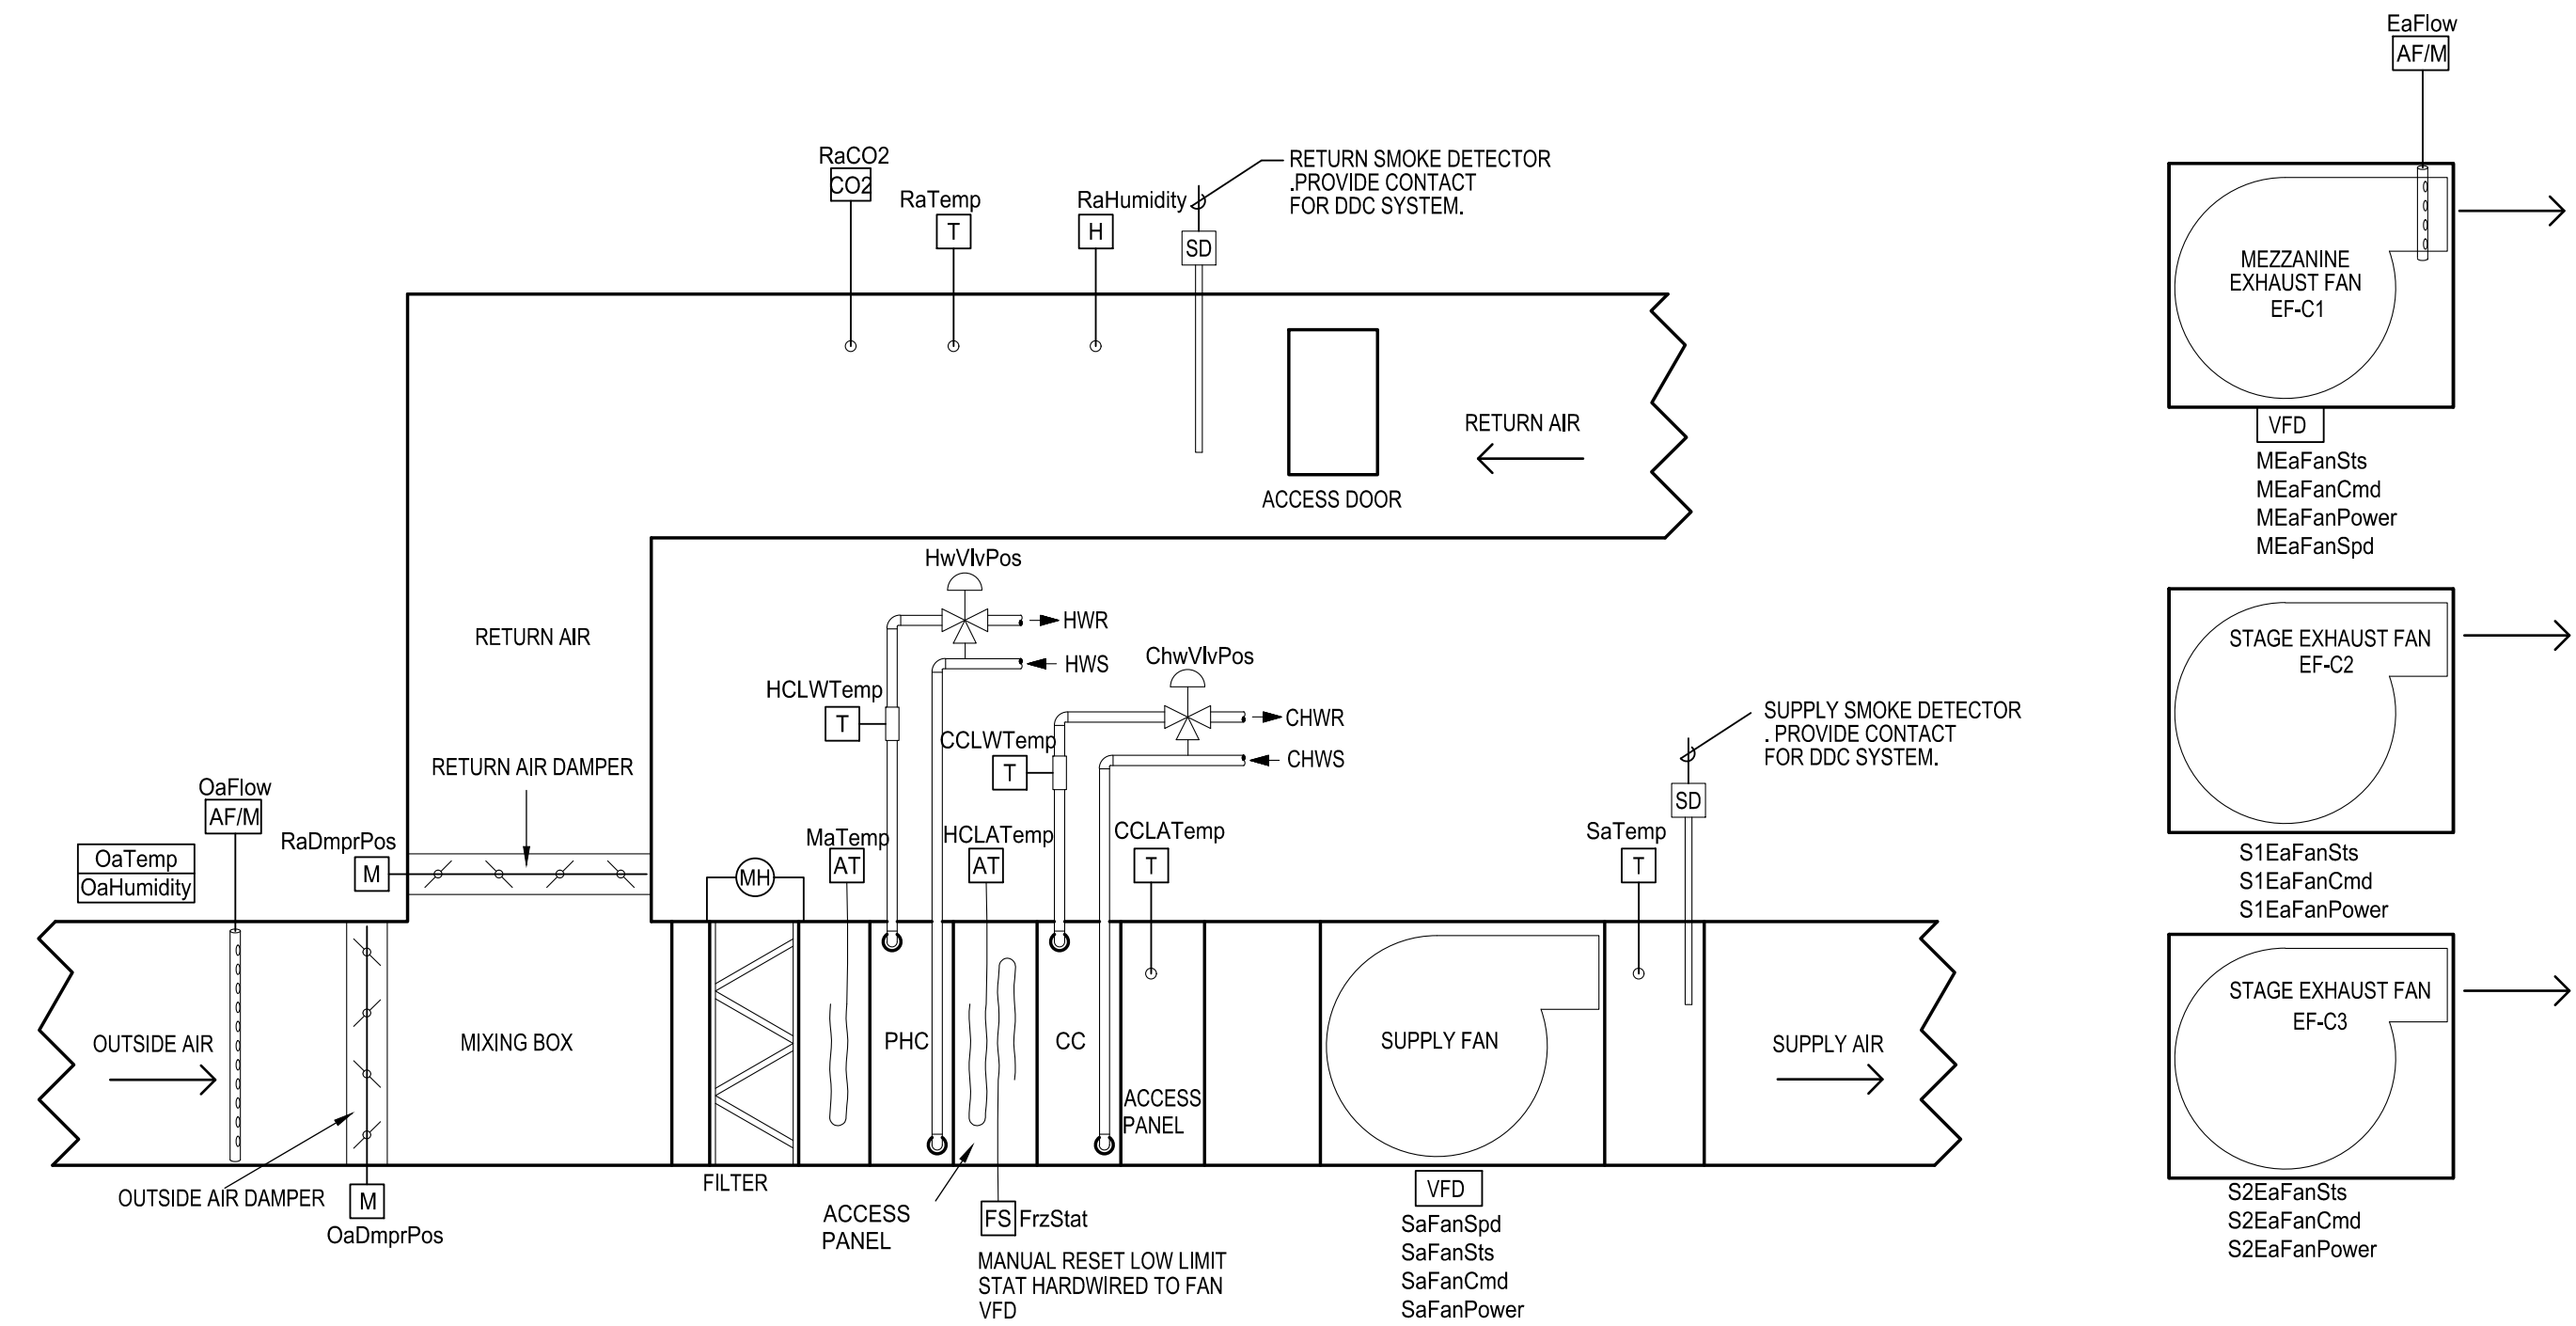 EaFlow
AF/M
RaCO2
CO2
RaTemp
T
RaHumidity
H
SD
RETURN SMOKE DETECTOR
.PROVIDE CONTACT
FOR DDC SYSTEM.
MEZZANINE
EXHAUST FAN
EF-C1
VFD
MEaFanSts
MEaFanCmd
MEaFanPower
MEaFanSpd
RETURN AIR
ACCESS DOOR
HwVlvPos
HWR
HWS
RETURN AIR
HCLWTemp
T
ChwVlvPos
CHWR
CHWS
CCLWTemp
T
STAGE EXHAUST FAN
EF-C2
S1EaFanSts
S1EaFanCmd
S1EaFanPower
SUPPLY SMOKE DETECTOR
. PROVIDE CONTACT
FOR DDC SYSTEM.
SD
RETURN AIR DAMPER
OaFlow
AF/M
RaDmprPos
M
OaTemp
OaHumidity
MH
MaTemp
AT
HCLATemp
AT
CCLATemp
T
SaTemp
T
OUTSIDE AIR
MIXING BOX
PHC
CC
ACCESS
PANEL
SUPPLY FAN
SUPPLY AIR
STAGE EXHAUST FAN
EF-C3
S2EaFanSts
S2EaFanCmd
S2EaFanPower
OUTSIDE AIR DAMPER
M
OaDmprPos
FILTER
ACCESS
PANEL
FS
FrzStat
MANUAL RESET LOW LIMIT
STAT HARDWIRED TO FAN
VFD
VFD
SaFanSpd
SaFanSts
SaFanCmd
SaFanPower